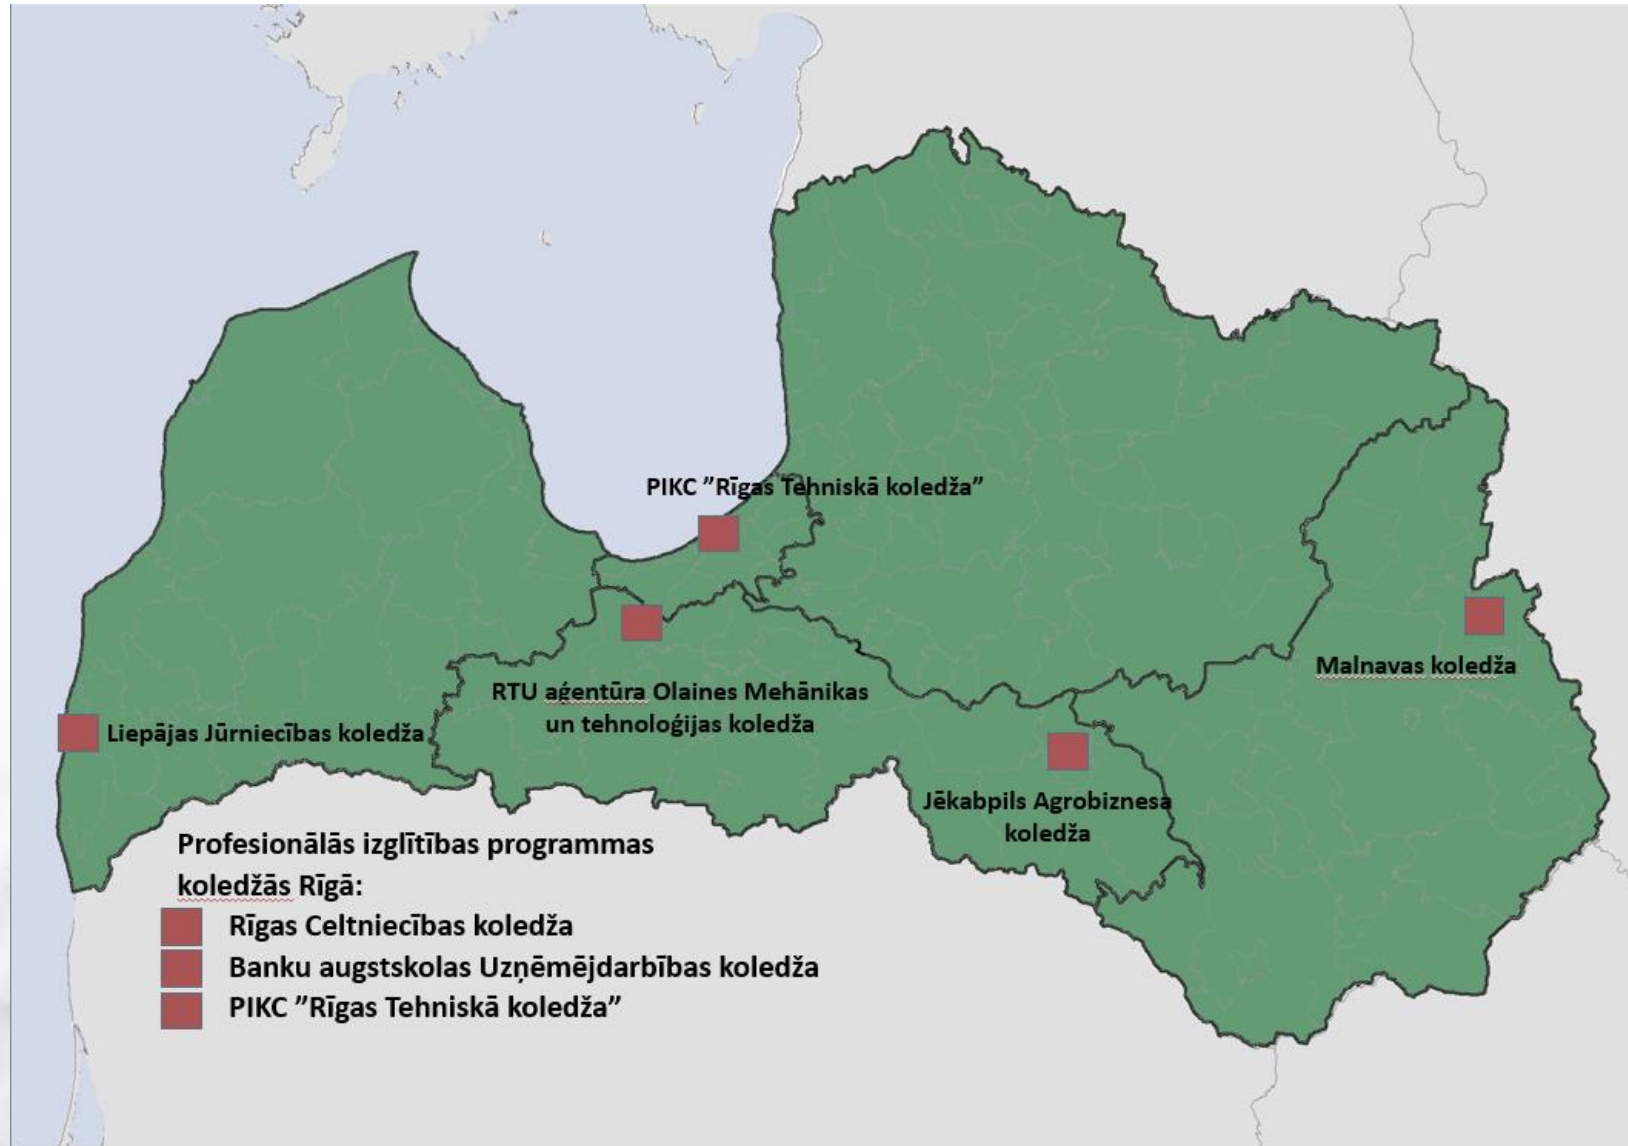 PIKC ”Rīgas Tehniskā koledža”
Malnavas koledža
RTU aģentūra Olaines Mehānikas
un tehnoloģijas koledža
Liepājas Jūrniecības koledža
Jēkabpils Agrobiznesa
koledža
Profesionālās izglītības programmas
koledžās Rīgā:
Rīgas Celtniecības koledža
Banku augstskolas Uzņēmējdarbības koledža
PIKC ”Rīgas Tehniskā koledža”